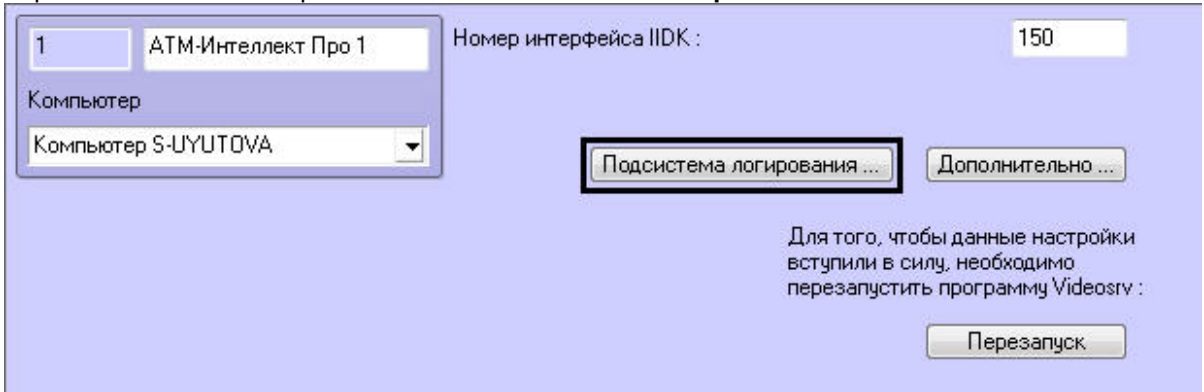 1
АТМ-Интеллект Про 1
Номер интерфейса IIDK :
150
Компьютер
Компьютер S-UYUTOVA
Подсистема логирования ...
Дополнительно ...
Для того, чтобы данные настройки
вступили в силу, необходимо
перезапустить программу Videosrv :
Перезапуск